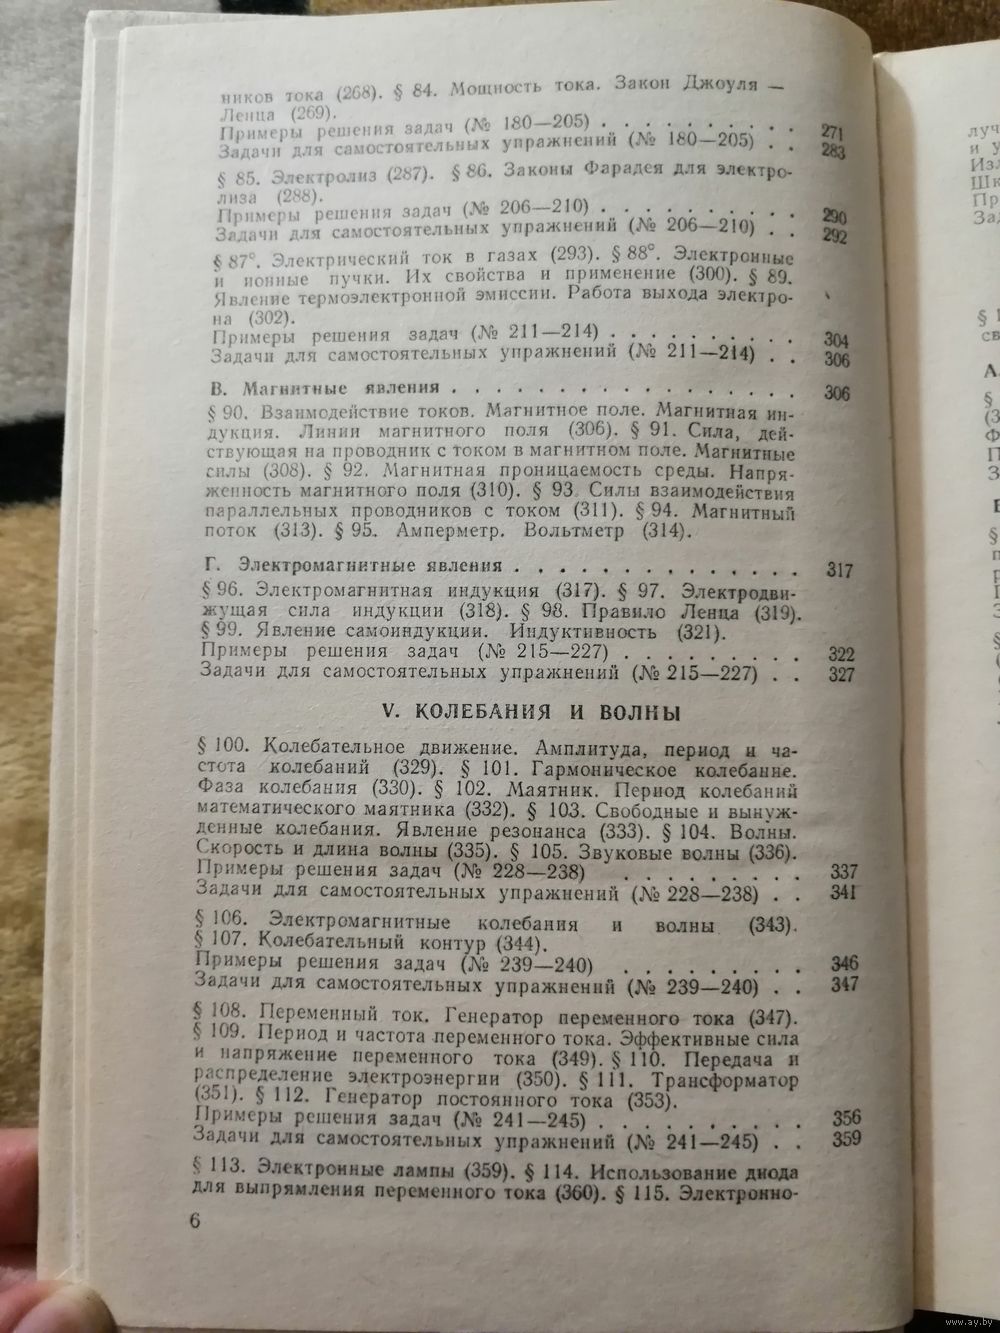 ников тока (268). § 84. Мощность тока. Закон Джоуля —
Ленца (269).
Примеры решения задач (№ 180—205) . . . . . . . . . . 271
Задачи для самостоятельных упражнений (№ 180—205) . . 283
§ 85. Электролиз (287). § 86. Законы Фарадея для электро-
лиза (288).
Примеры решения задач (№ 206—210) . . . . . . . . . . 290
Задачи для самостоятельных упражнений (№ 206—210) . . 292
§ 87°. Электрический ток в газах (293). § 88°. Электронные
и ионные пучки. Их свойства и применение (300). § 89.
Явление термоэлектронной эмиссии. Работа выхода электро-
на (302).
Примеры решения задач (№ 211—214) . . . . . . . . . 304
Задачи для самостоятельных упражнений (№ 211—214) . . 306
В. Магнитные явления . . . . . . . . . . . . . . . . 306
§ 90. Взаимодействие токов. Магнитное поле. Магнитная ин-
дукция. Линии магнитного поля (306). § 91. Сила, дей-
ствующая на проводник с током в магнитном поле. Магнитные
силы (308). § 92. Магнитная проницаемость среды. Напря-
женность магнитного поля (310). § 93. Силы взаимодействия
параллельных проводников с током (311). § 94. Магнитный
поток (313). § 95. Амперметр. Вольтметр (314).
Г. Электромагнитные явления . . . . . . . . . . . . . 317
§ 96. Электромагнитная индукция (317). § 97. Электродви-
жущая сила индукции (318). § 98. Правило Ленца (319).
§ 99. Явление самоиндукции. Индуктивность (321).
Примеры решения задач (№ 215—227) . . . . . . . . . 322
Задачи для самостоятельных упражнений (№ 215—227) . . 327
V. КОЛЕБАНИЯ И ВОЛНЫ
§ 100. Колебательное движение. Амплитуда, период и ча-
стота колебаний (329). § 101. Гармоническое колебание.
Фаза колебания (330). § 102. Маятник. Период колебаний
математического маятника (332). § 103. Свободные и вынуж-
денные колебания. Явление резонанса (333). § 104. Волны.
Скорость и длина волны (335). § 105. Звуковые волны (336).
Примеры решения задач (№ 228—238) . . . . . . . . . 337
Задачи для самостоятельных упражнений (№ 228—238) . . 341
§ 106. Электромагнитные колебания и волны (343).
§ 107. Колебательный контур (344).
Примеры решения задач (№ 239—240) . . . . . . . . . 346
Задачи для самостоятельных упражнений (№ 239—240) . . 347
§ 108. Переменный ток. Генератор переменного тока (347).
§ 109. Период и частота переменного тока. Эффективные сила
и напряжение переменного тока (349). § 110. Передача и
распределение электроэнергии (350). § 111. Трансформатор
(351). § 112. Генератор постоянного тока (353).
Примеры решения задач (№ 241—245) . . . . . . . . . . 356
Задачи для самостоятельных упражнений (№ 241—245) . . 359
§ 113. Электронные лампы (359). § 114. Использование диода
для выпрямления переменного тока (360). § 115. Электронно-
6
www.ay.by